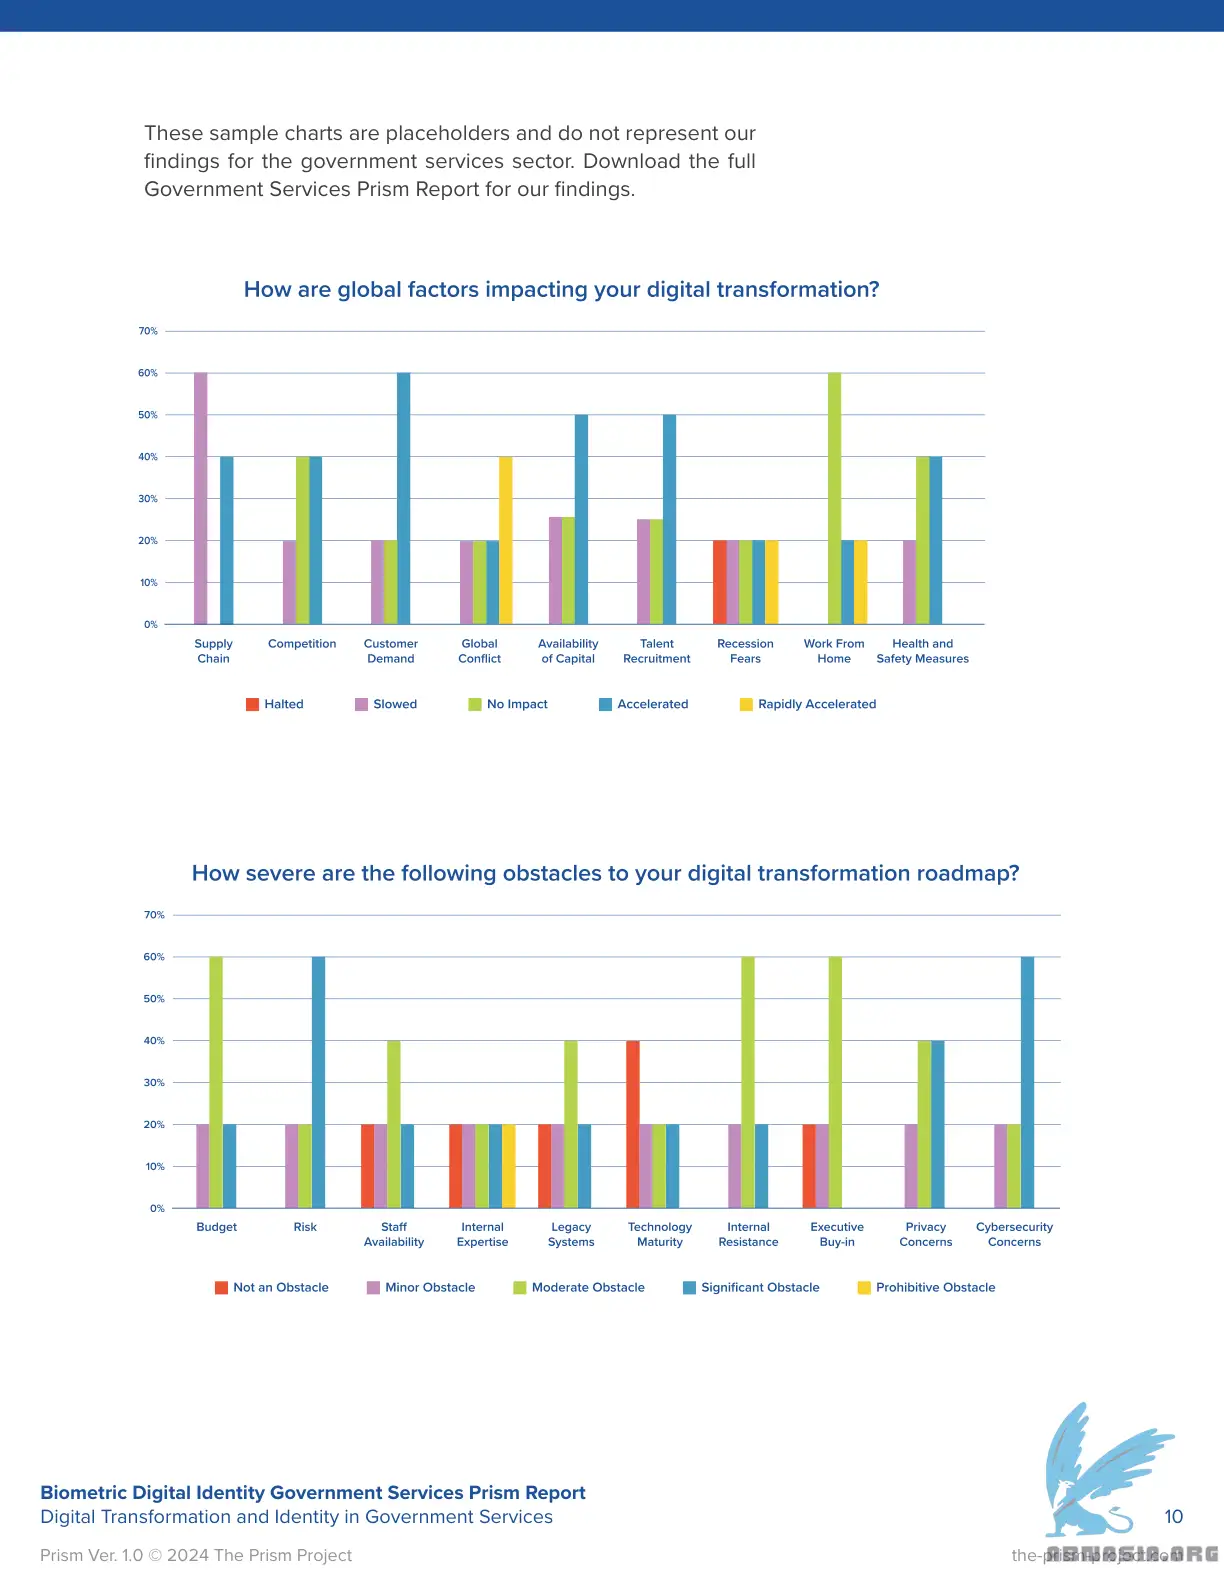 These sample charts are placeholders and do not represent our
findings for the government services sector. Download the full
Government Services Prism Report for our findings.
How are global factors impacting your digital transformation?
70%
60%
50%
40%
30%
20%
10%
0%
Supply Chain
Competition
Customer Demand
Global Conflict
Availability of Capital
Talent Recruitment
Recession Fears
Work From Home
Health and Safety Measures
Halted Slowed No Impact Accelerated Rapidly Accelerated
How severe are the following obstacles to your digital transformation roadmap?
70%
60%
50%
40%
30%
20%
10%
0%
Budget
Risk
Staff Availability
Internal Expertise
Legacy Systems
Technology Maturity
Internal Resistance
Executive Buy-in
Privacy Concerns
Cybersecurity Concerns
Not an Obstacle Minor Obstacle Moderate Obstacle Significant Obstacle Prohibitive Obstacle
Biometric Digital Identity Government Services Prism Report
Digital Transformation and Identity in Government Services
10
Prism Ver. 1.0 © 2024 The Prism Project
the-prism-project.com